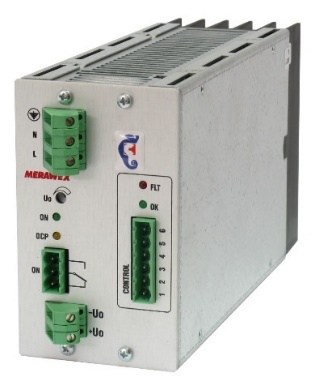 N
L
MERAWEX
Uo
ON
OCP
ON
-Uo
+Uo
FLT
OK
CONTROL
1 2 3 4 5 6